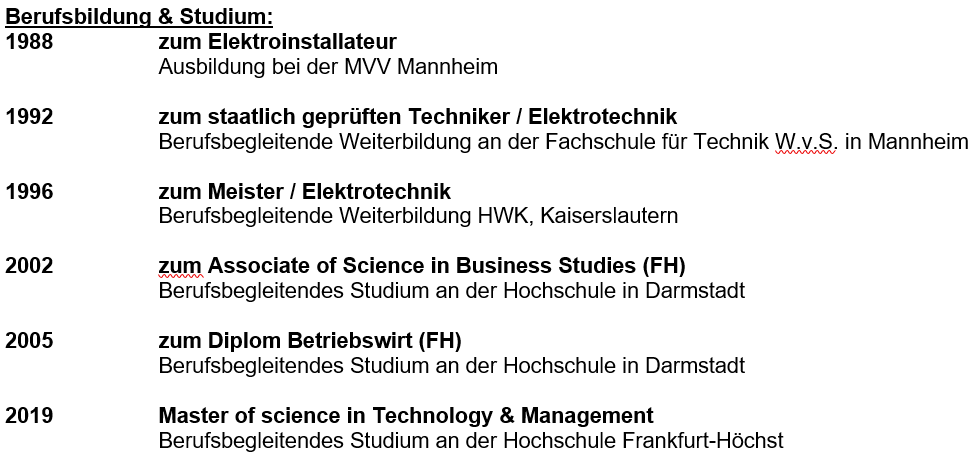 Berufsbildung & Studium:
1988 zum Elektroinstallateur
Ausbildung bei der MVV Mannheim
1992 zum staatlich geprüften Techniker / Elektrotechnik
Berufsbegleitende Weiterbildung an der Fachschule für Technik W.v.S. in Mannheim
1996 zum Meister / Elektrotechnik
Berufsbegleitende Weiterbildung HWK, Kaiserslautern
2002 zum Associate of Science in Business Studies (FH)
Berufsbegleitendes Studium an der Hochschule in Darmstadt
2005 zum Diplom Betriebswirt (FH)
Berufsbegleitendes Studium an der Hochschule in Darmstadt
2019 Master of science in Technology & Management
Berufsbegleitendes Studium an der Hochschule Frankfurt-Höchst